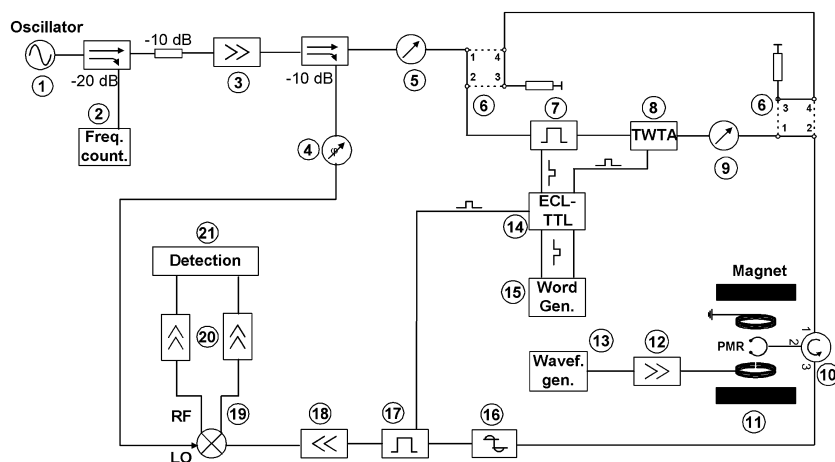 Oscillator
-10 dB
1
-20 dB
2
Freq.
count.
3
-10 dB
5
1 4
2 3
6
7
8
TWTA
9
6
3 4
1 2
4
φ
ECL-
TTL
14
15
Word
Gen.
21
Detection
20
Magnet
PMR
1
2
3
10
11
13
Wavef.
gen.
12
RF
19
LO
18
17
16